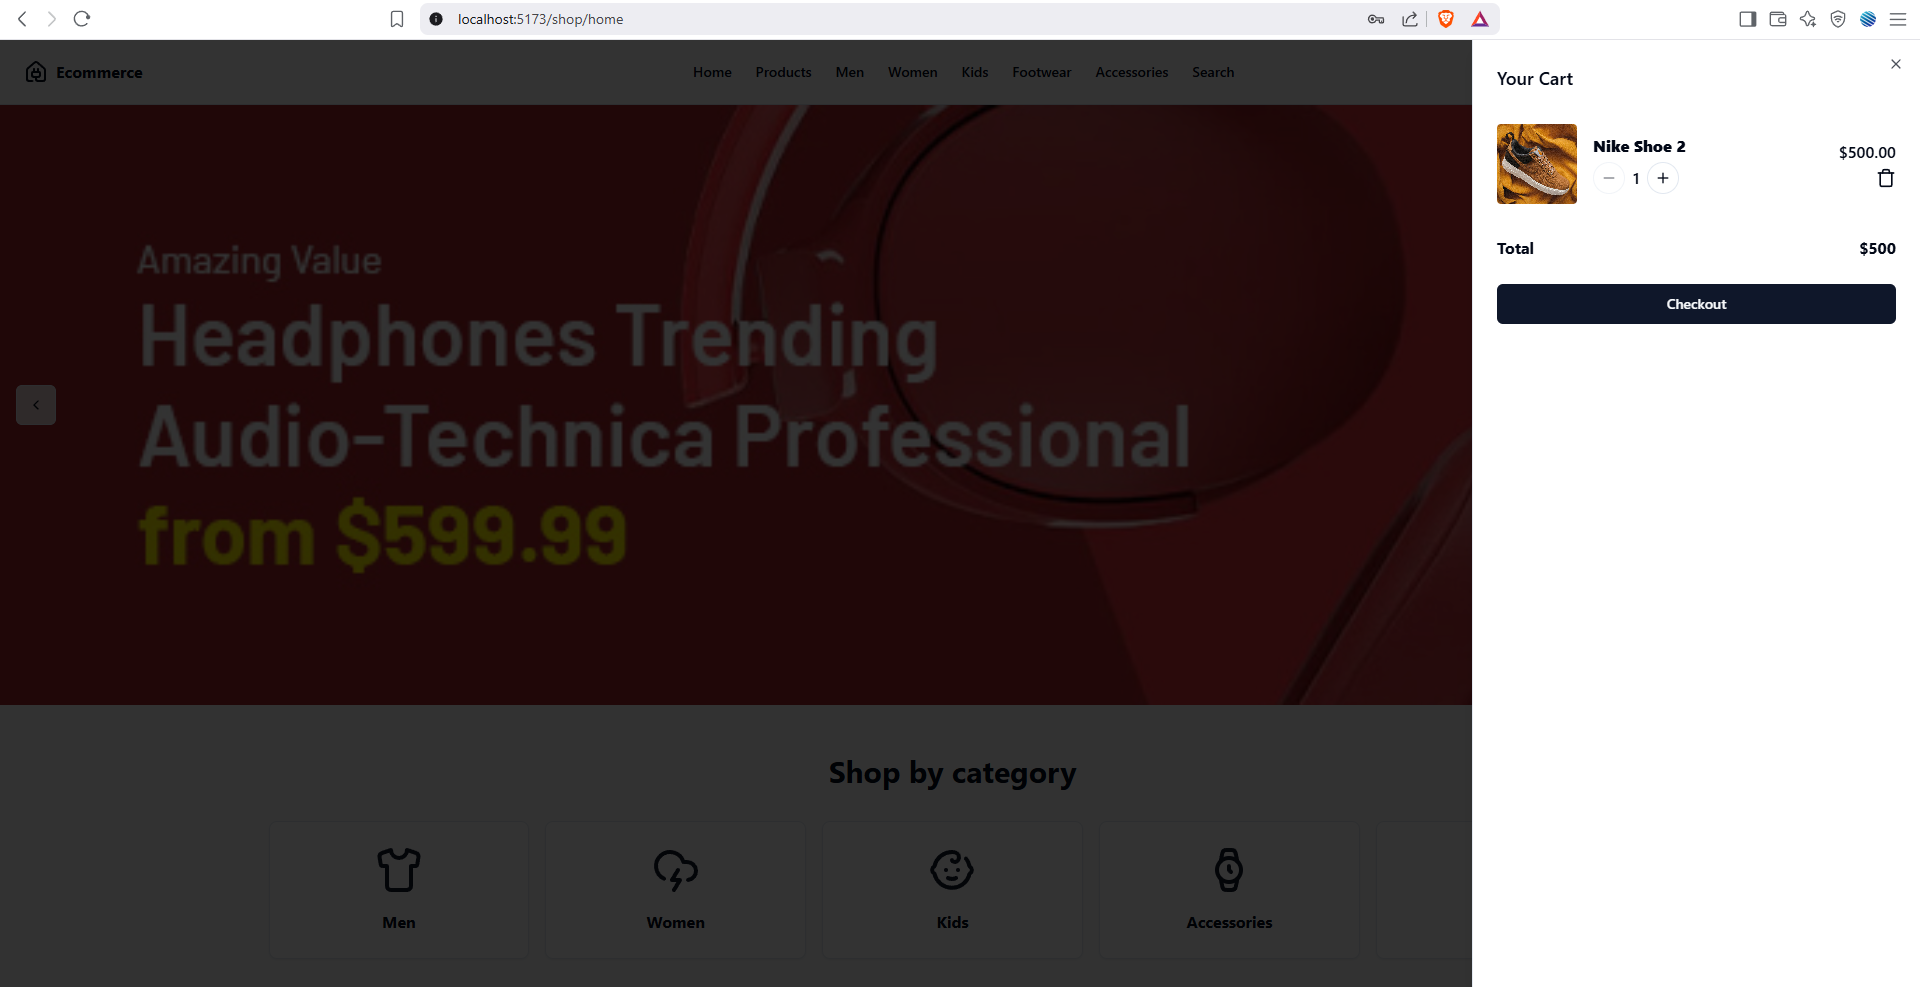 localhost:5173/shop/home
Ecommerce
Home Products Men Women Kids Footwear Accessories Search
Amazing Value
Headphones Trending
Audio-Technica Professional
from $599.99
Shop by category
Men
Women
Kids
Accessories
Your Cart
Nike Shoe 2
$500.00
1
Total $500
Checkout